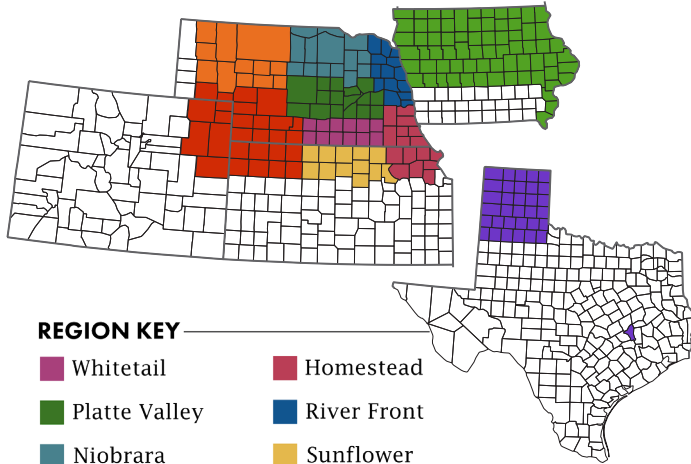 REGION KEY
Whitetail
Homestead
Platte Valley
River Front
Niobrara
Sunflower